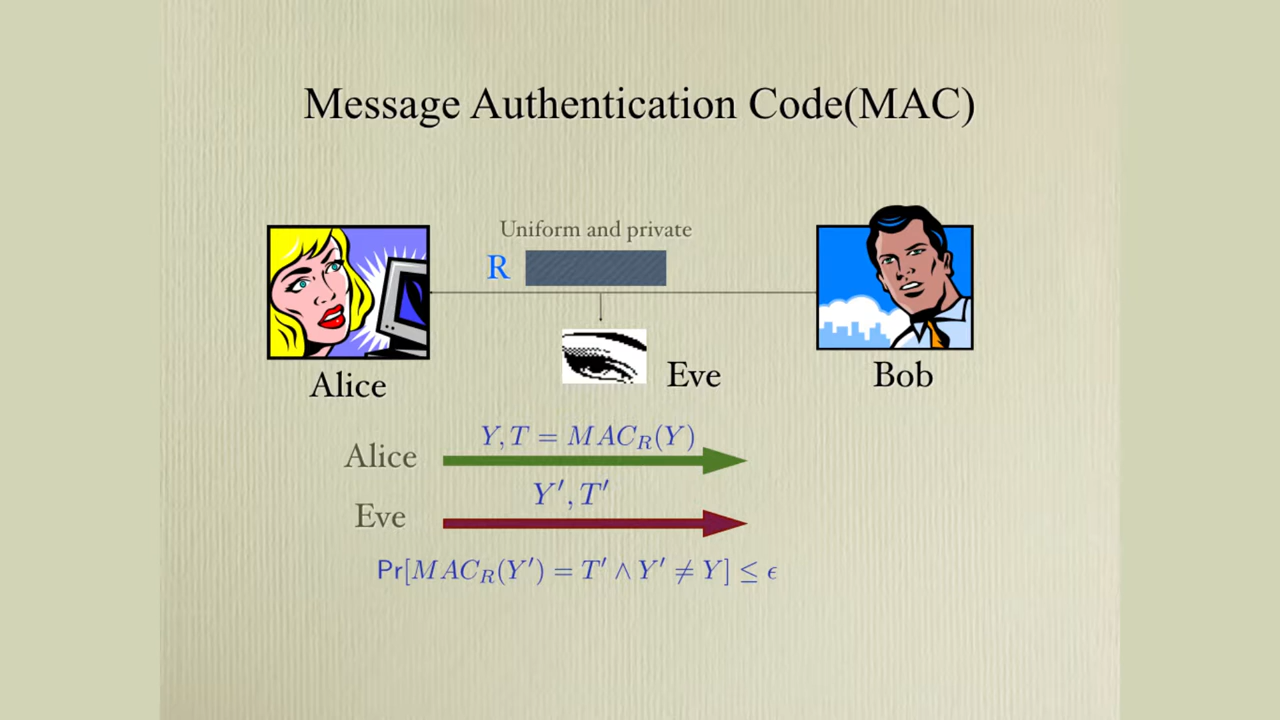 Message Authentication Code(MAC)
Uniform and private
R
Alice
Eve
Bob
Alice
Y, T = MAC_R(Y)
Eve
Y′, T′
Pr[MAC_R(Y′) = T′ ∧ Y′ ≠ Y] ≤ ϵ